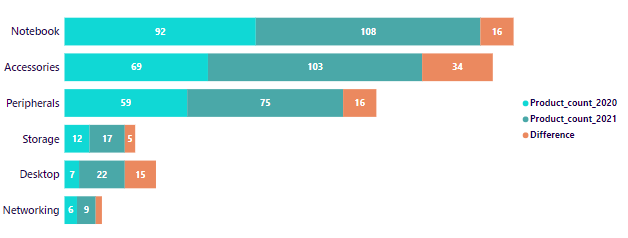 Notebook 92 108 16
Accessories 69 103 34
Peripherals 59 75 16
Storage 12 17 5
Desktop 7 22 15
Networking 6 9
Product_count_2020
Product_count_2021
Difference